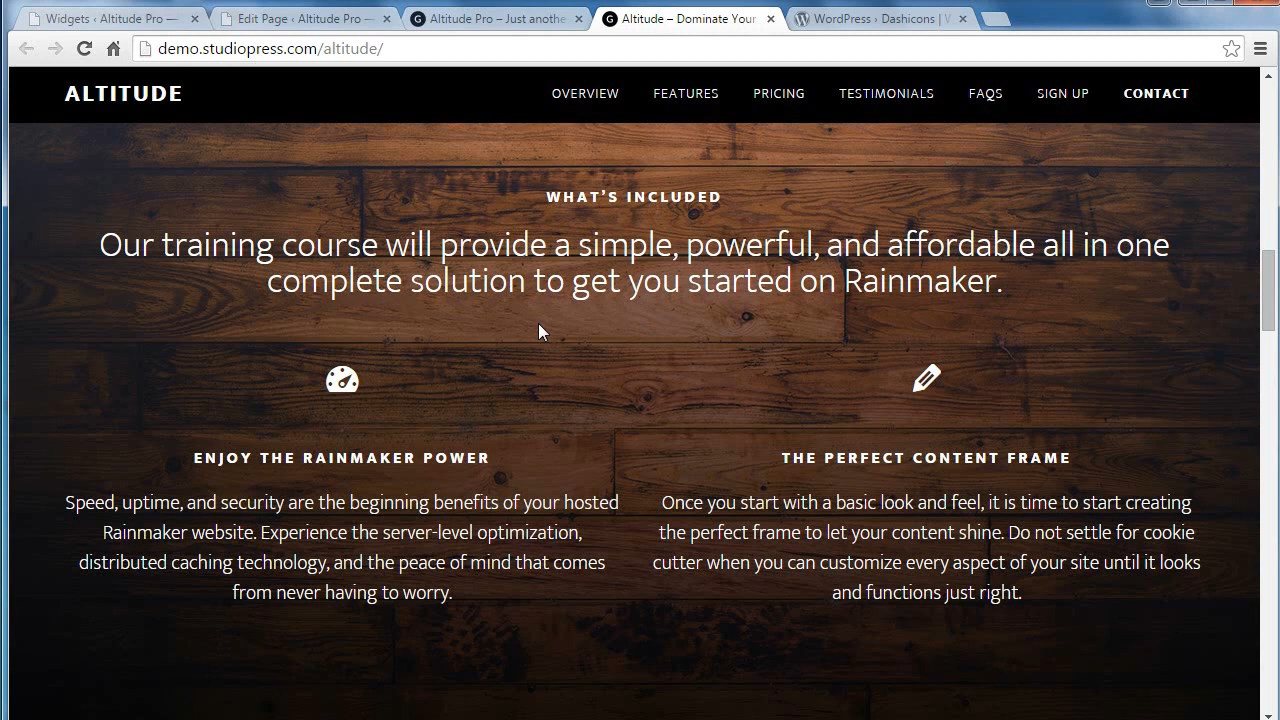 Widgets ‹ Altitude Pro —
Edit Page ‹ Altitude Pro —
Altitude Pro – Just anothe
Altitude – Dominate Your
WordPress › Dashicons | W
demo.studiopress.com/altitude/
ALTITUDE
OVERVIEW FEATURES PRICING TESTIMONIALS FAQS SIGN UP CONTACT
WHAT’S INCLUDED
Our training course will provide a simple, powerful, and affordable all in one
complete solution to get you started on Rainmaker.
ENJOY THE RAINMAKER POWER
Speed, uptime, and security are the beginning benefits of your hosted
Rainmaker website. Experience the server-level optimization,
distributed caching technology, and the peace of mind that comes
from never having to worry.
THE PERFECT CONTENT FRAME
Once you start with a basic look and feel, it is time to start creating
the perfect frame to let your content shine. Do not settle for cookie
cutter when you can customize every aspect of your site until it looks
and functions just right.